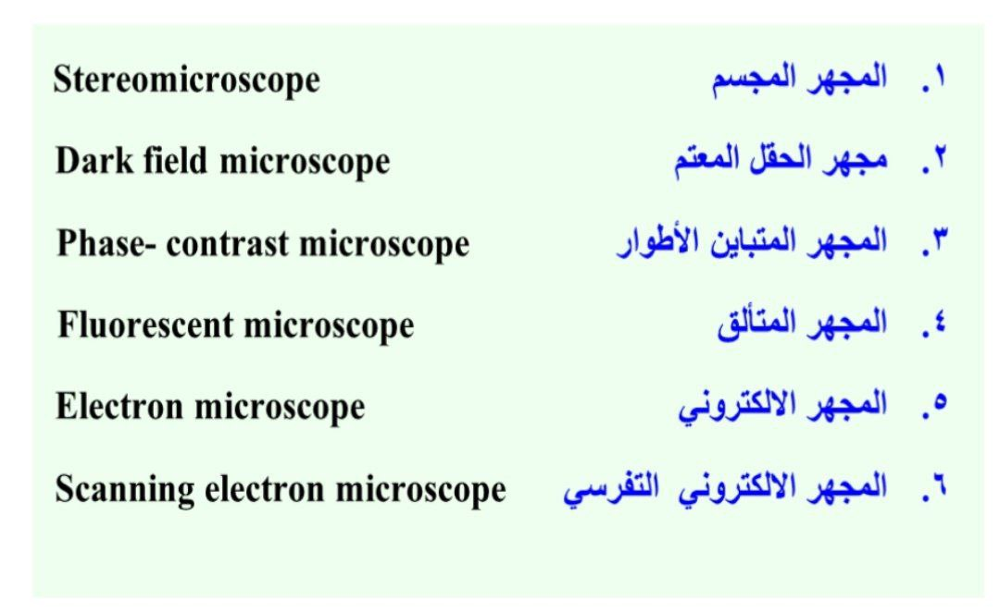 Stereomicroscope ١. المجهر المجسم
Dark field microscope ٢. مجهر الحقل المعتم
Phase- contrast microscope ٣. المجهر المتباين الأطوار
Fluorescent microscope ٤. المجهر المتألق
Electron microscope ٥. المجهر الالكتروني
Scanning electron microscope ٦. المجهر الالكتروني التفرسي